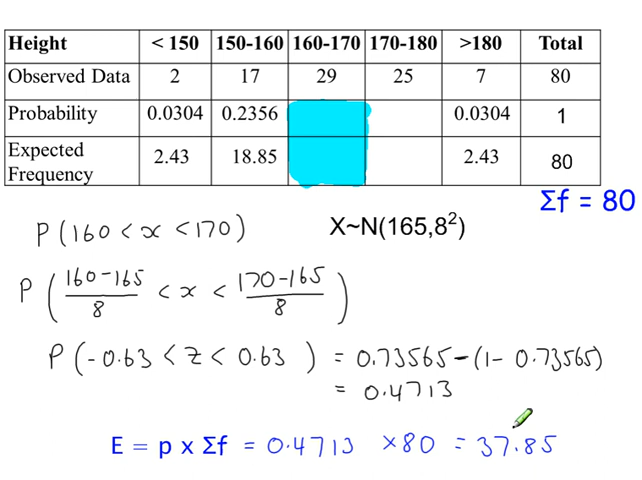 Height < 150 150-160 160-170 170-180 >180 Total
Observed Data 2 17 29 25 7 80
Probability 0.0304 0.2356 0.0304 1
Expected Frequency 2.43 18.85 2.43 80
Σf = 80
P(160 < x < 170) X~N(165,8²)
P(160-165/8 < x < 170-165/8)
P(-0.63 < z < 0.63) = 0.73565-(1-0.73565)
= 0.4713
E = p x Σf = 0.4713 ×80 = 37.85